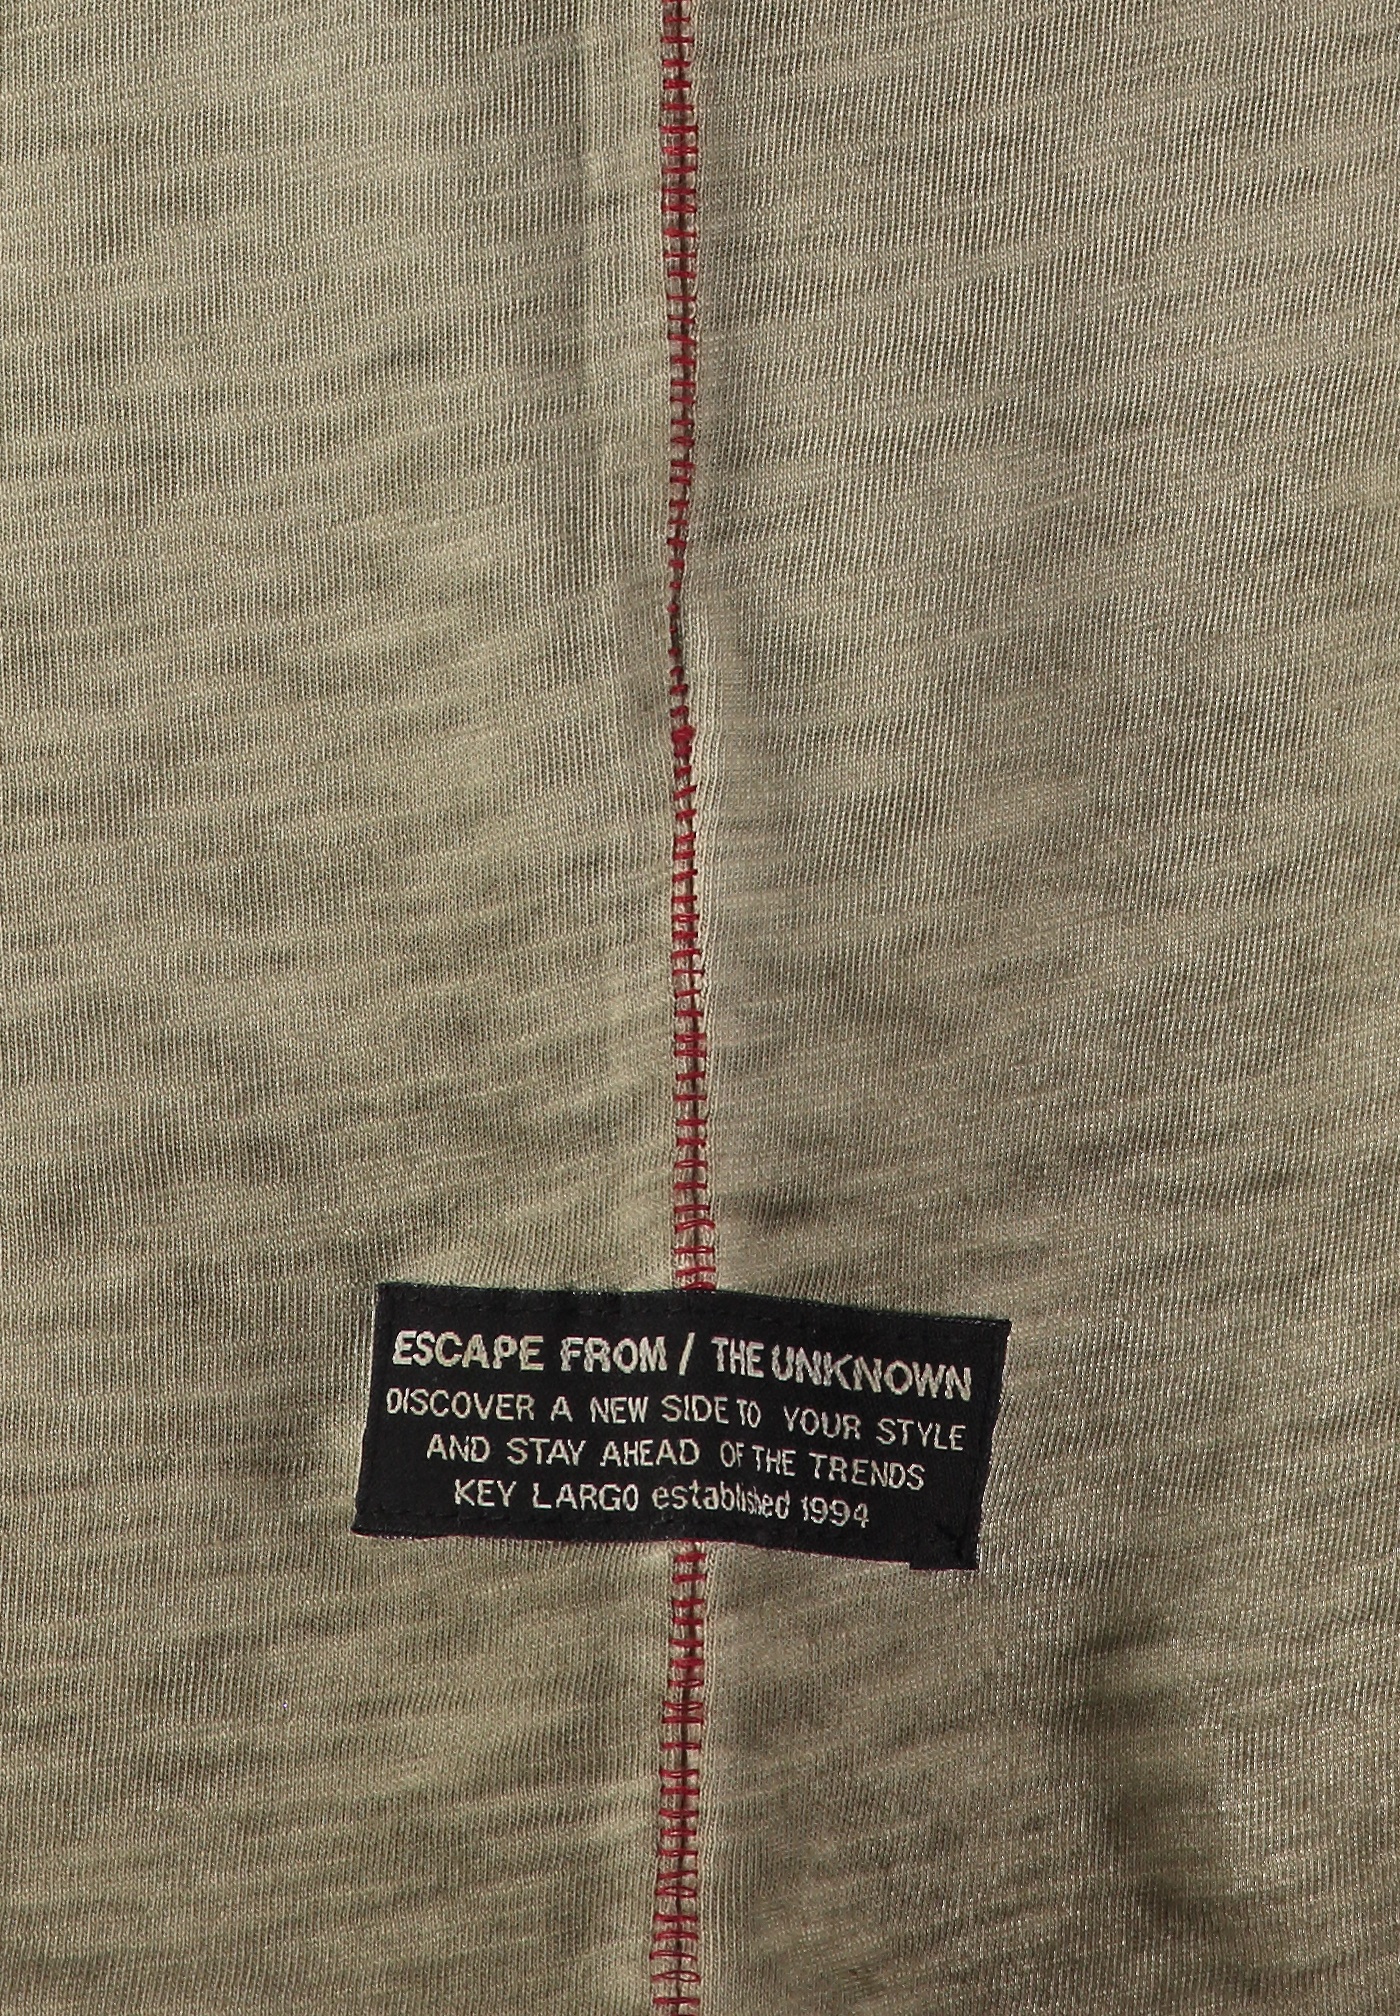 ESCAPE FROM / THE UNKNOWN
DISCOVER A NEW SIDE TO YOUR STYLE
AND STAY AHEAD OF THE TRENDS
KEY LARGO established 1994